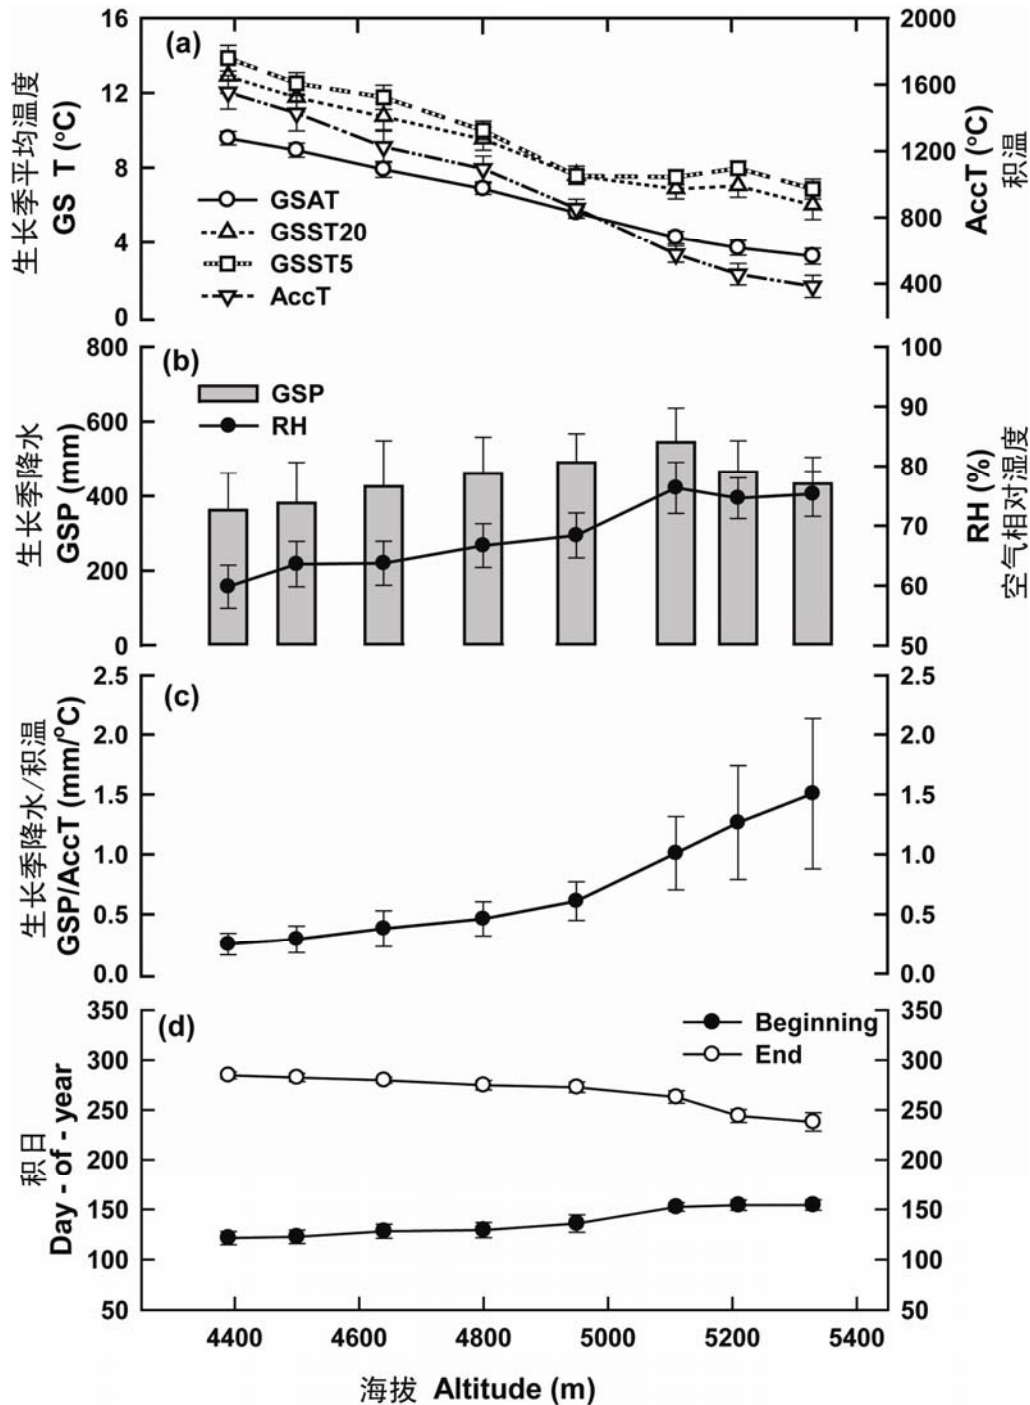 16
12
8
4
0
生长季平均温度
GS T (°C)
(a)
GSAT
GSST20
GSST5
AccT
2000
1600
1200
800
400
AccT (°C)
积温
800
600
400
200
0
生长季降水
GSP (mm)
(b)
GSP
RH
100
90
80
70
60
50
RH (%)
空气相对湿度
2.5
2.0
1.5
1.0
0.5
0.0
生长季降水/积温
GSP/AccT (mm/°C)
(c)
2.5
2.0
1.5
1.0
0.5
0.0
350
300
250
200
150
100
50
积日
Day - of - year
(d)
Beginning
End
350
300
250
200
150
100
50
4400 4600 4800 5000 5200 5400
海拔 Altitude (m)